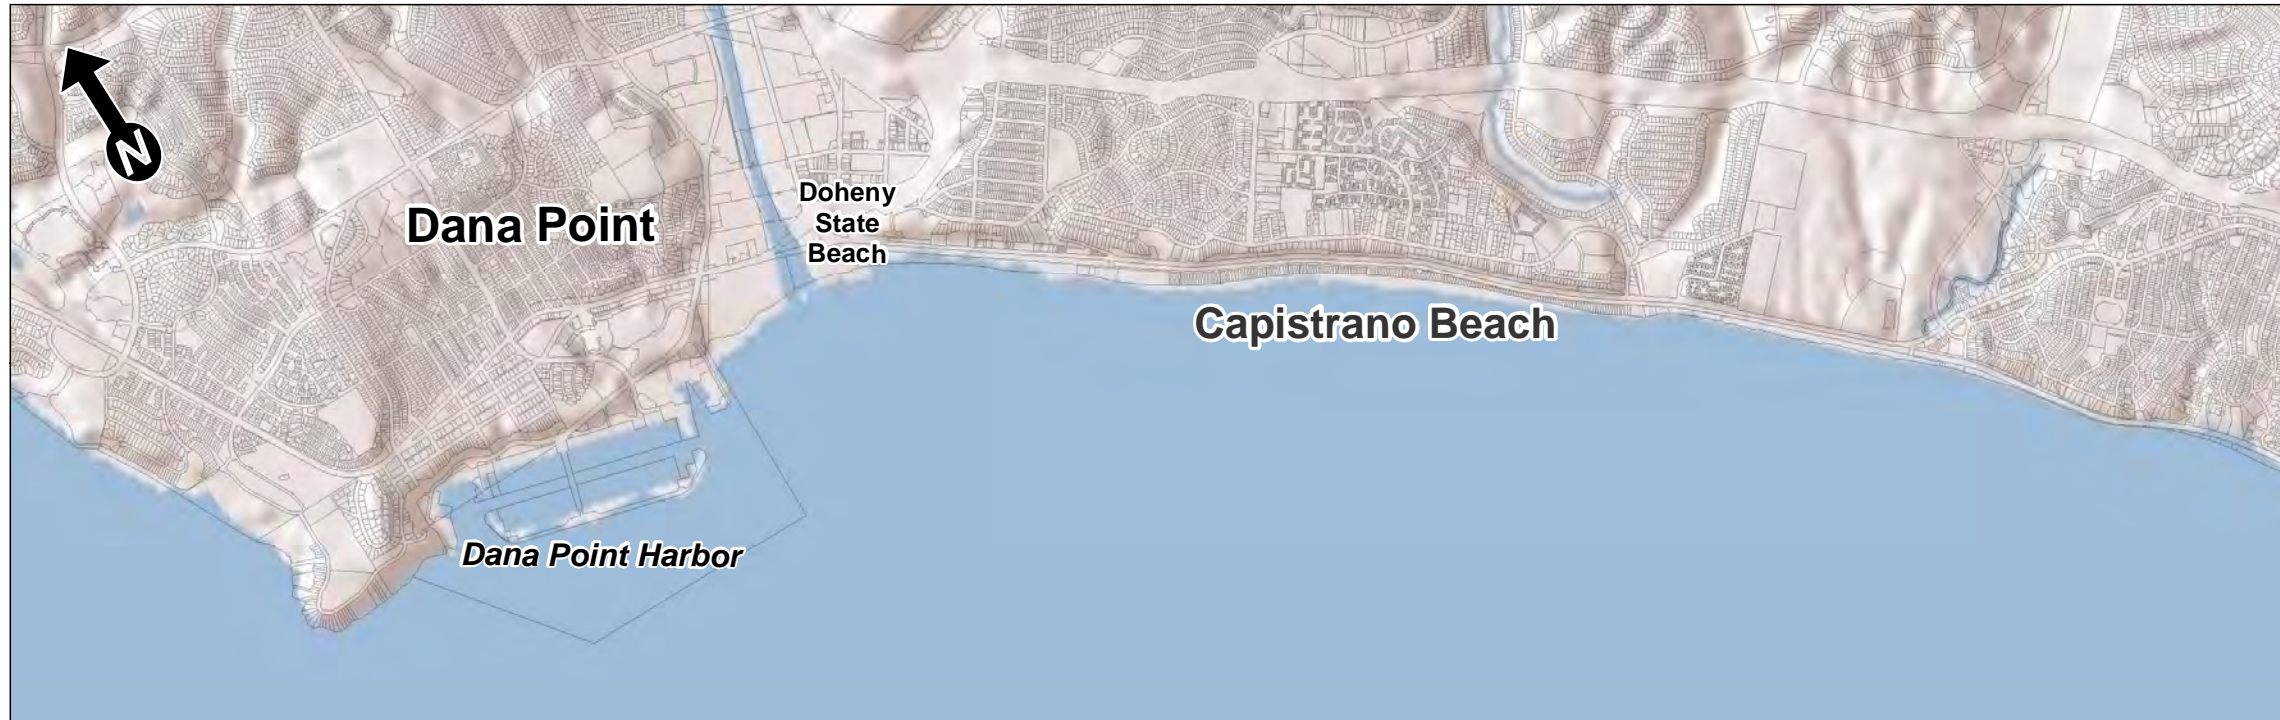 N
Dana Point
Doheny
State
Beach
Capistrano Beach
Dana Point Harbor